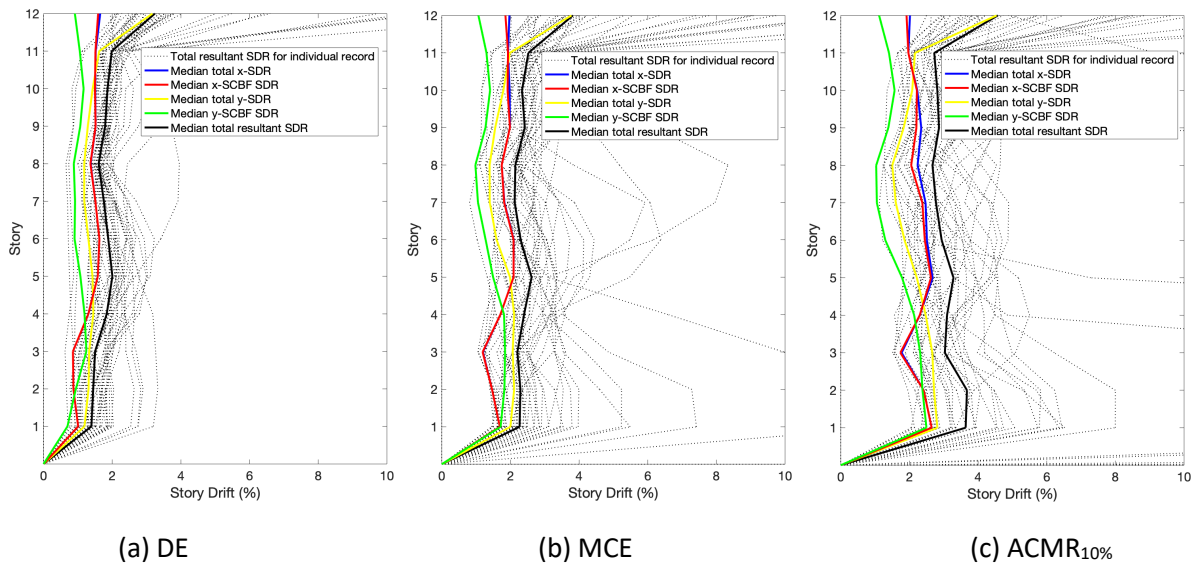 12
11
10
9
8
7
6
5
4
3
2
1
Story
0
2
4
6
8
10
Story Drift (%)
Total resultant SDR for individual record
Median total x-SDR
Median x-SCBF SDR
Median total y-SDR
Median y-SCBF SDR
Median total resultant SDR
(a) DE
12
11
10
9
8
7
6
5
4
3
2
1
Story
0
2
4
6
8
10
Story Drift (%)
Total resultant SDR for individual record
Median total x-SDR
Median x-SCBF SDR
Median total y-SDR
Median y-SCBF SDR
Median total resultant SDR
(b) MCE
12
11
10
9
8
7
6
5
4
3
2
1
Story
0
2
4
6
8
10
Story Drift (%)
Total resultant SDR for individual record
Median total x-SDR
Median x-SCBF SDR
Median total y-SDR
Median y-SCBF SDR
Median total resultant SDR
(c) ACMR10%